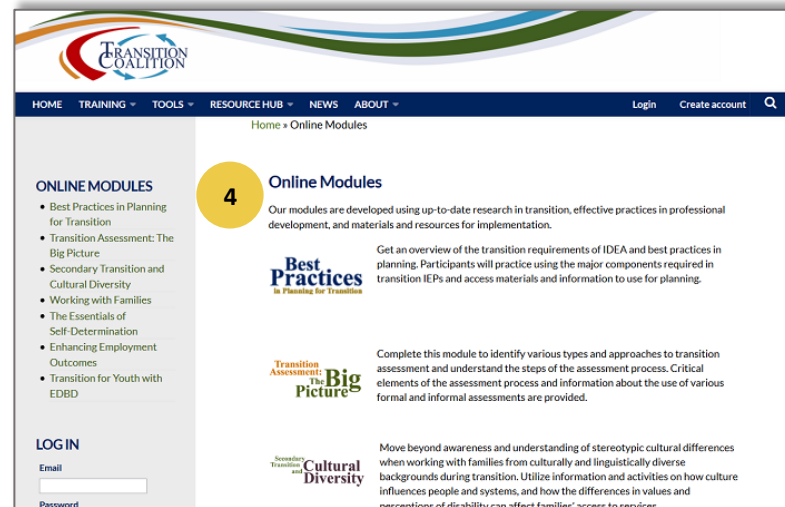 TRANSITION
COALITION
HOME TRAINING TOOLS RESOURCE HUB NEWS ABOUT Login Create account
Home » Online Modules
ONLINE MODULES
• Best Practices in Planning
for Transition
• Transition Assessment: The
Big Picture
• Secondary Transition and
Cultural Diversity
• Working with Families
• The Essentials of
Self-Determination
• Enhancing Employment
Outcomes
• Transition for Youth with
EDBD
LOG IN
Email
Password
4
Online Modules
Our modules are developed using up-to-date research in transition, effective practices in professional
development, and materials and resources for implementation.
Best
Practices
in Planning for Transition
Get an overview of the transition requirements of IDEA and best practices in
planning. Participants will practice using the major components required in
transition IEPs and access materials and information to use for planning.
Transition
Assessment:
The Big
Picture
Complete this module to identify various types and approaches to transition
assessment and understand the steps of the assessment process. Critical
elements of the assessment process and information about the use of various
formal and informal assessments are provided.
Secondary
Transition
and Cultural
Diversity
Move beyond awareness and understanding of stereotypic cultural differences
when working with families from culturally and linguistically diverse
backgrounds during transition. Utilize information and activities on how culture
influences people and systems, and how the differences in values and
perceptions of disability can affect families' access to services.